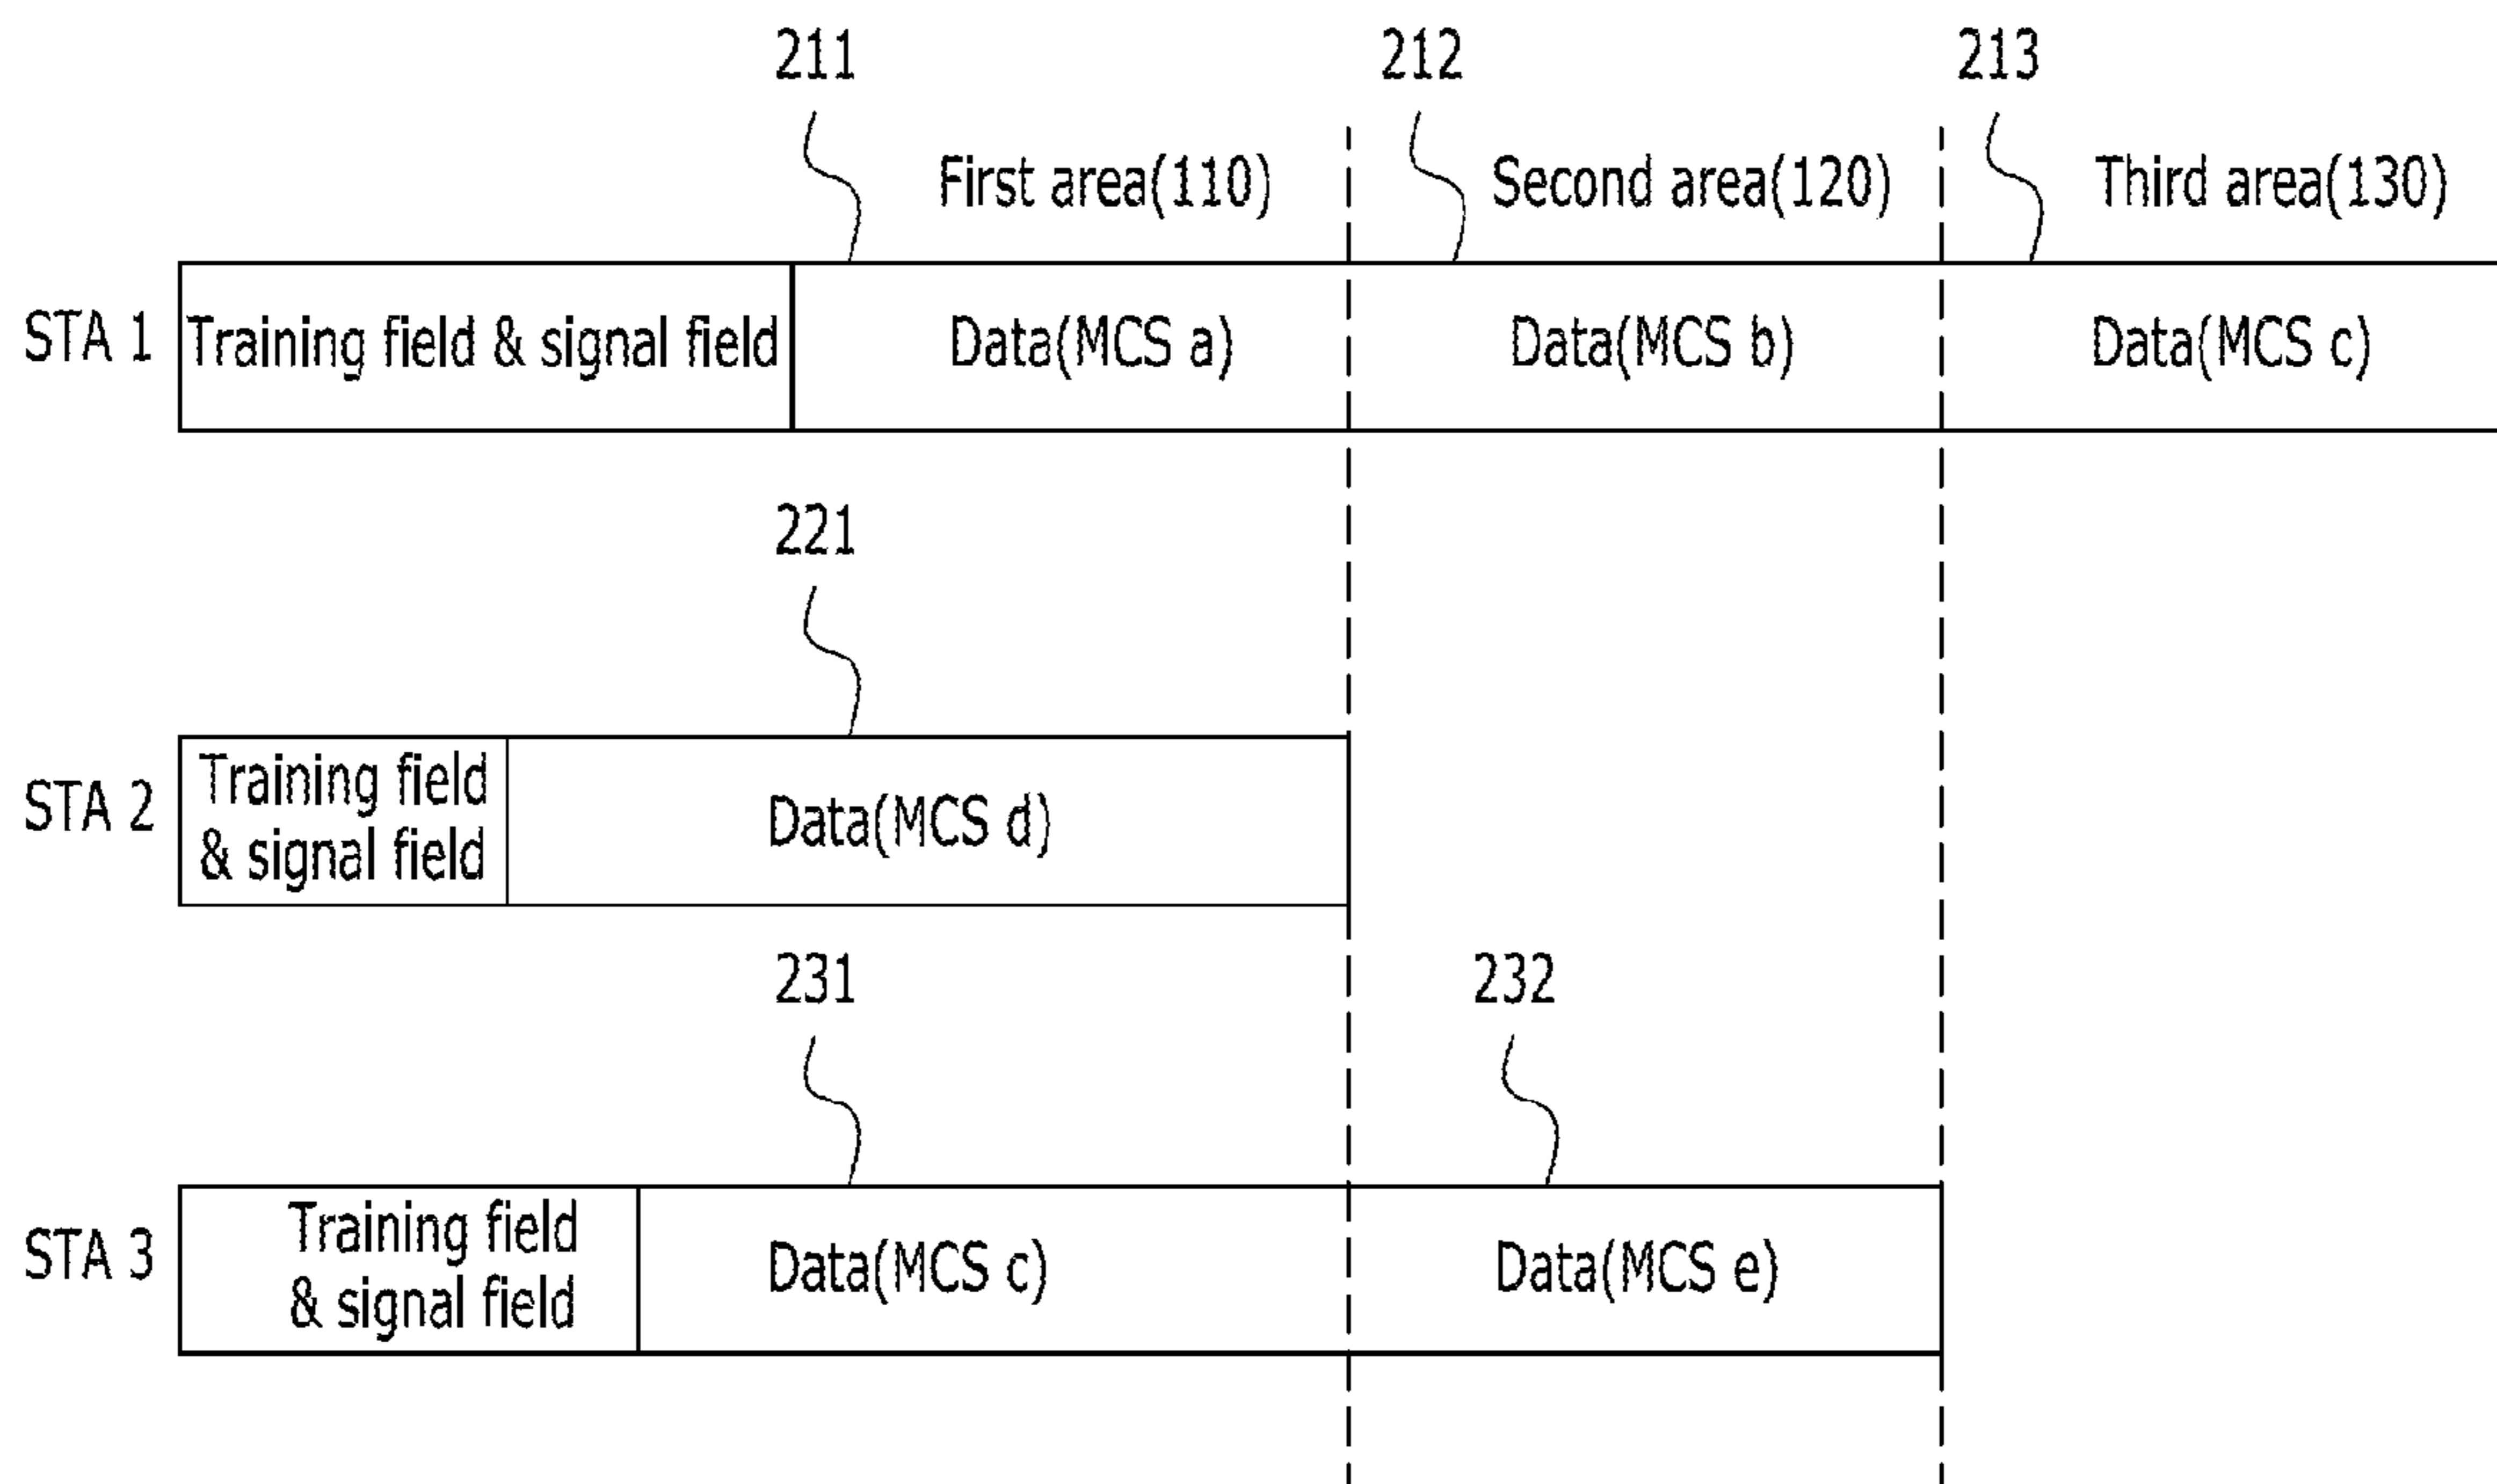 211 212 213
First area(110) Second area(120) Third area(130)
STA 1 Training field & signal field Data(MCS a) Data(MCS b) Data(MCS c)
221
STA 2 Training field
& signal field Data(MCS d)
231 232
STA 3 Training field
& signal field Data(MCS c) Data(MCS e)